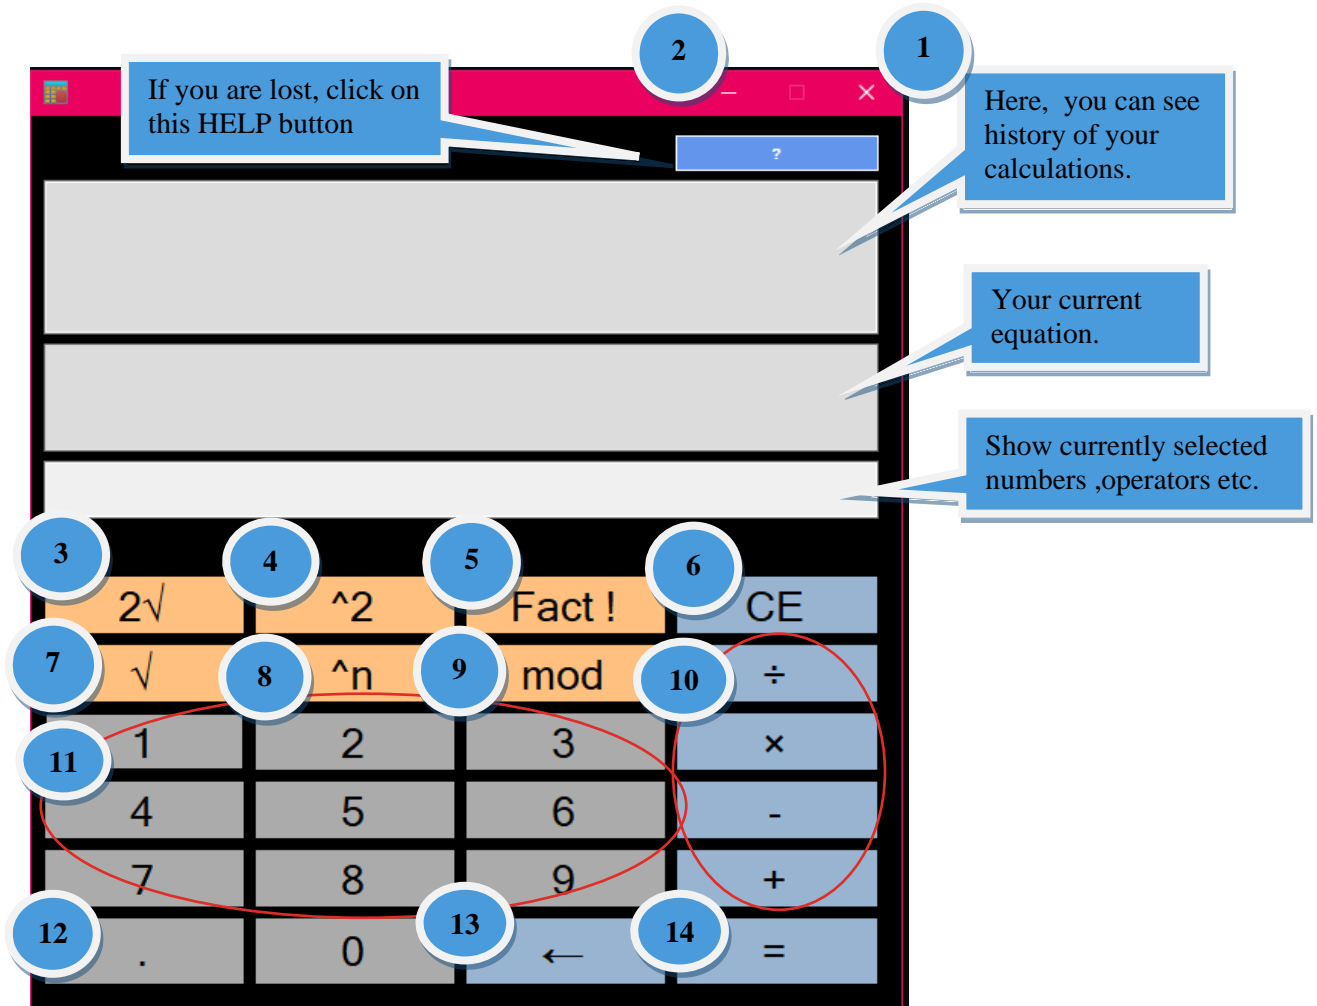 2
1
If you are lost, click on
this HELP button
?
Here, you can see
history of your
calculations.
Your current
equation.
Show currently selected
numbers ,operators etc.
3
4
5
6
2√
^2
Fact !
CE
7
8
9
10
√
^n
mod
÷
11
1
2
3
×
4
5
6
-
7
8
9
+
12
13
14
.
0
←
=